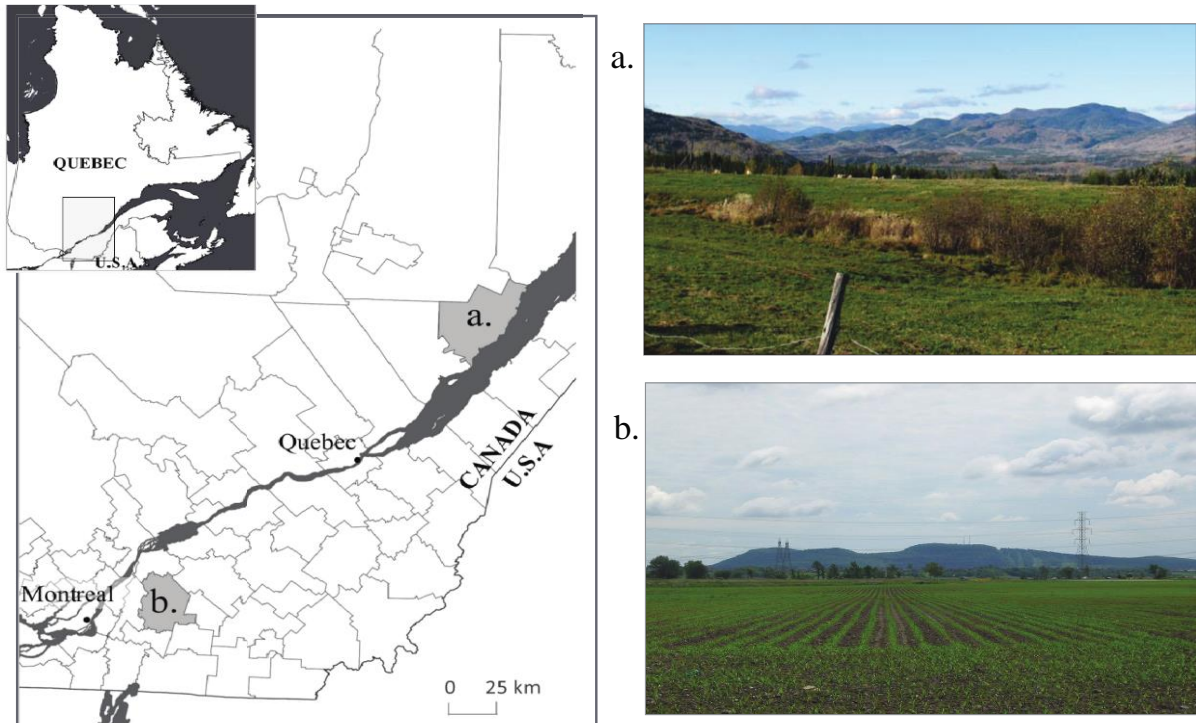 QUEBEC
U.S.A
a.
Quebec
CANADA
U.S.A
Montreal
b.
0 25 km
a.
b.